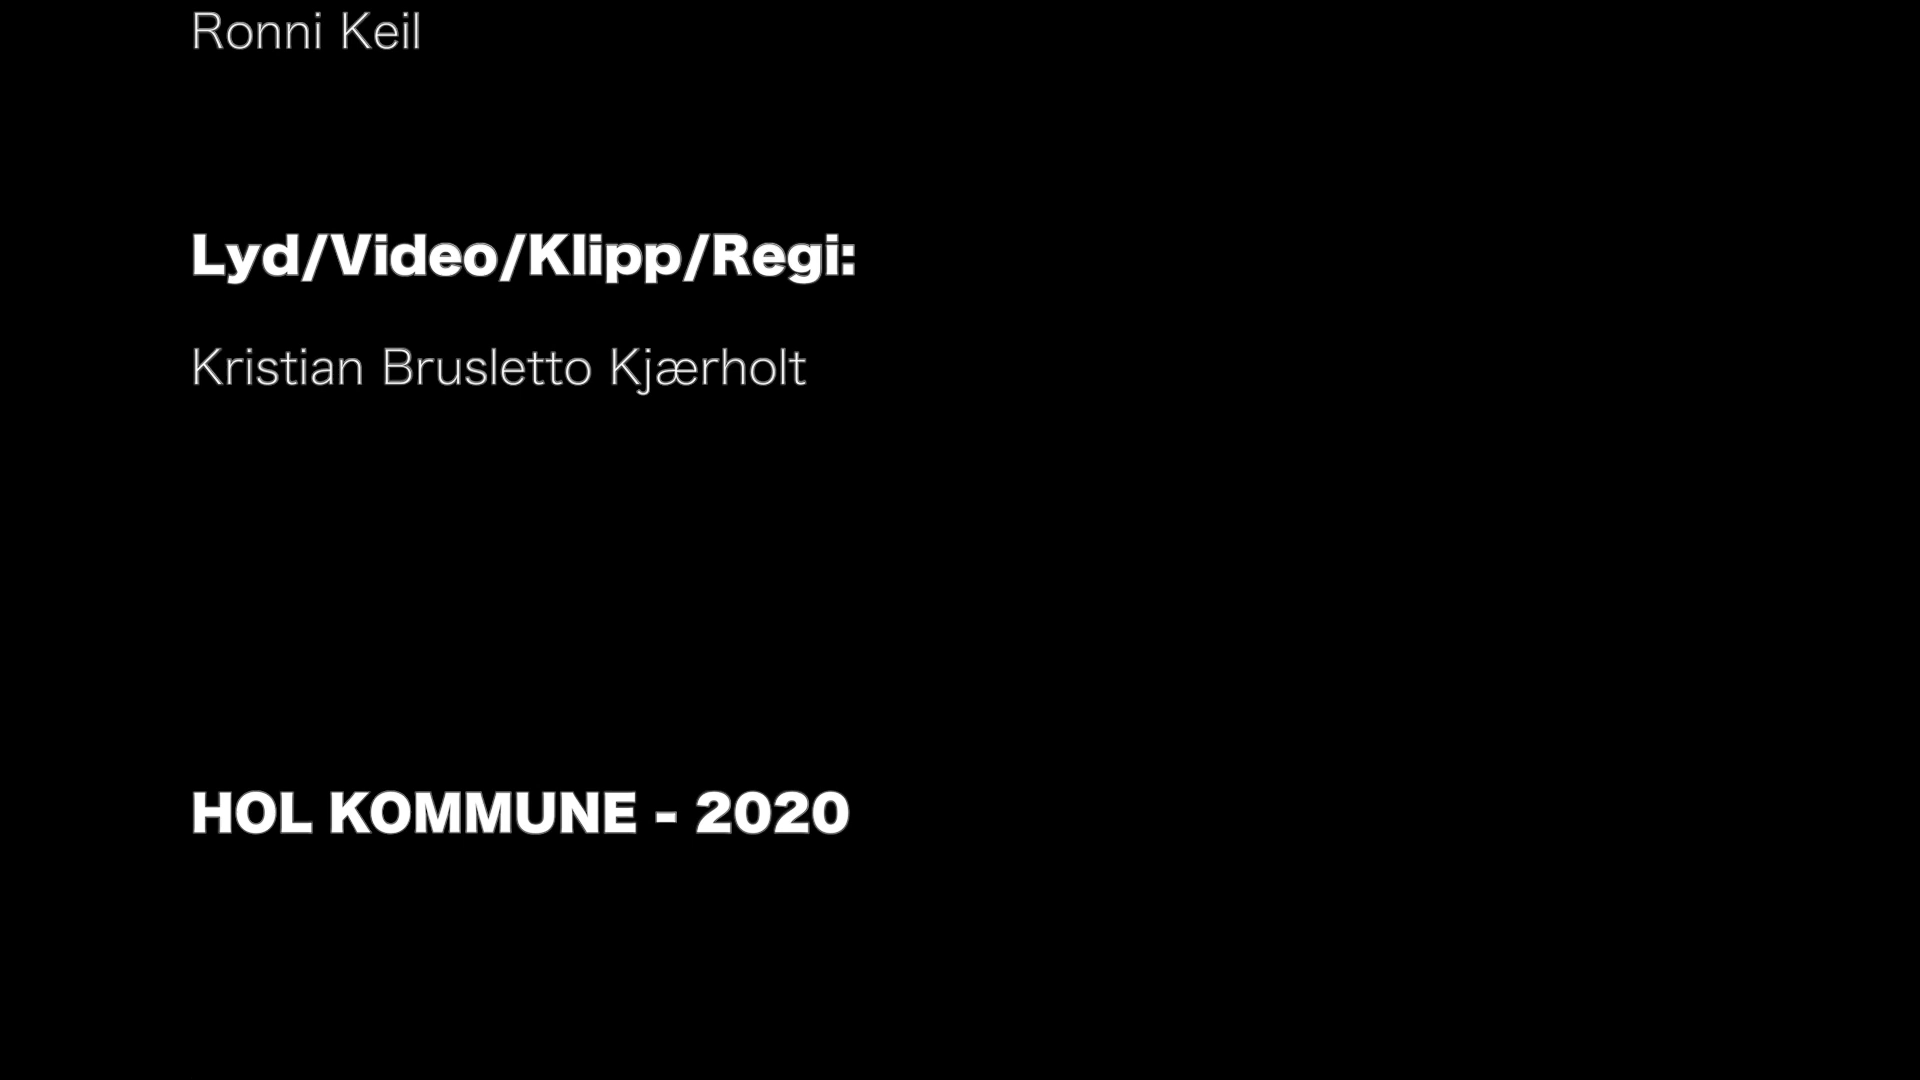 Ronni Keil
Lyd/Video/Klipp/Regi:
Kristian Brusletto Kjærholt
HOL KOMMUNE - 2020